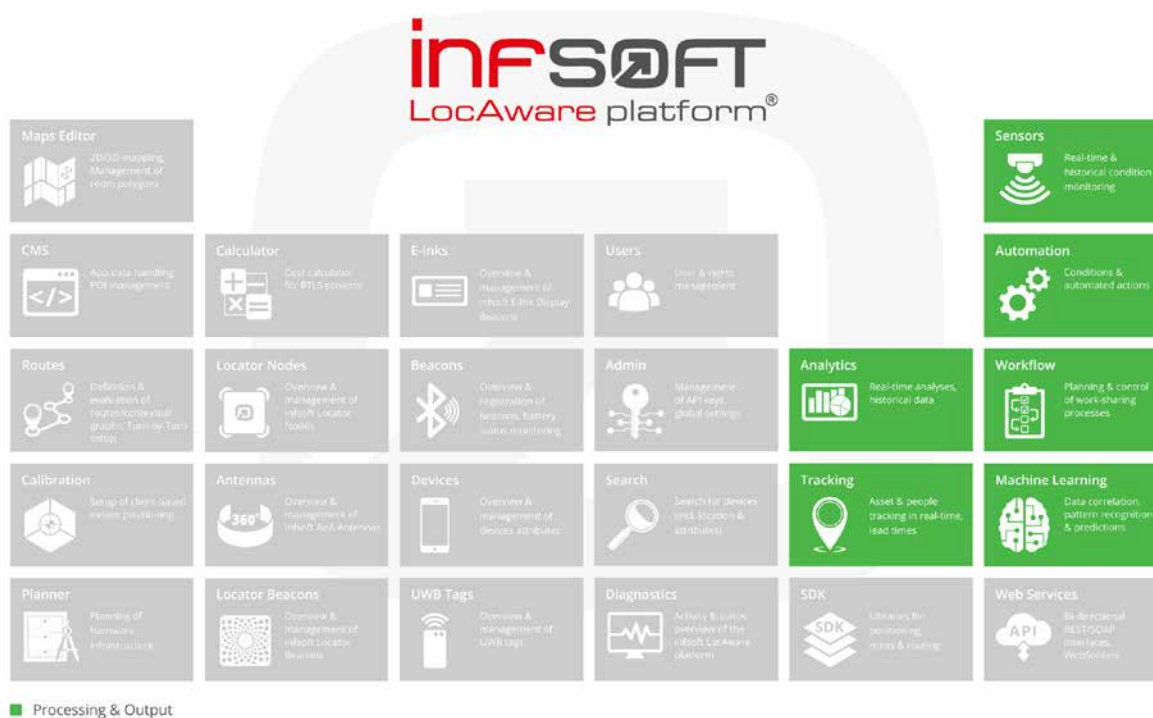 infsoft
LocAware platform®
Maps Editor
2D/3D mapping,
Management of
room polygons
Sensors
Real-time &
historical condition
monitoring
CMS
App data handling,
POI management
Calculator
Cost calculator
for RTLS projects
E-Inks
Overview &
management of
infsoft E-Ink Display
Beacons
Users
User & rights
management
Automation
Conditions &
automated actions
Routes
Definition &
evaluation of
routes/contextual
graphs, Turn-by-Turn
setup
Locator Nodes
Overview &
management of
infsoft Locator
Nodes
Beacons
Overview &
registration of
beacons, battery
status monitoring
Admin
Management
of API keys,
global settings
Analytics
Real-time analyses,
historical data
Workflow
Planning & control
of work-sharing
processes
Calibration
Setup of client-based
indoor positioning
Antennas
360°
Overview &
management of
infsoft AoA Antennas
Devices
Overview &
management of
devices attributes
Search
Search for devices
(mid, location &
attributes)
Tracking
Asset & people
tracking in real-time,
lead times
Machine Learning
Data correlation,
pattern recognition
& predictions
Planner
Planning of
hardware
infrastructure
Locator Beacons
Overview &
management of
infsoft Locator
Beacons
UWB Tags
Overview &
management of
UWB tags
Diagnostics
Activity & status
overview of the
infsoft LocAware
platform
SDK
SDK
Libraries for
positioning,
maps & routing
Web Services
API
Bi-directional
REST/SOAP
interfaces,
WebSockets
Processing & Output